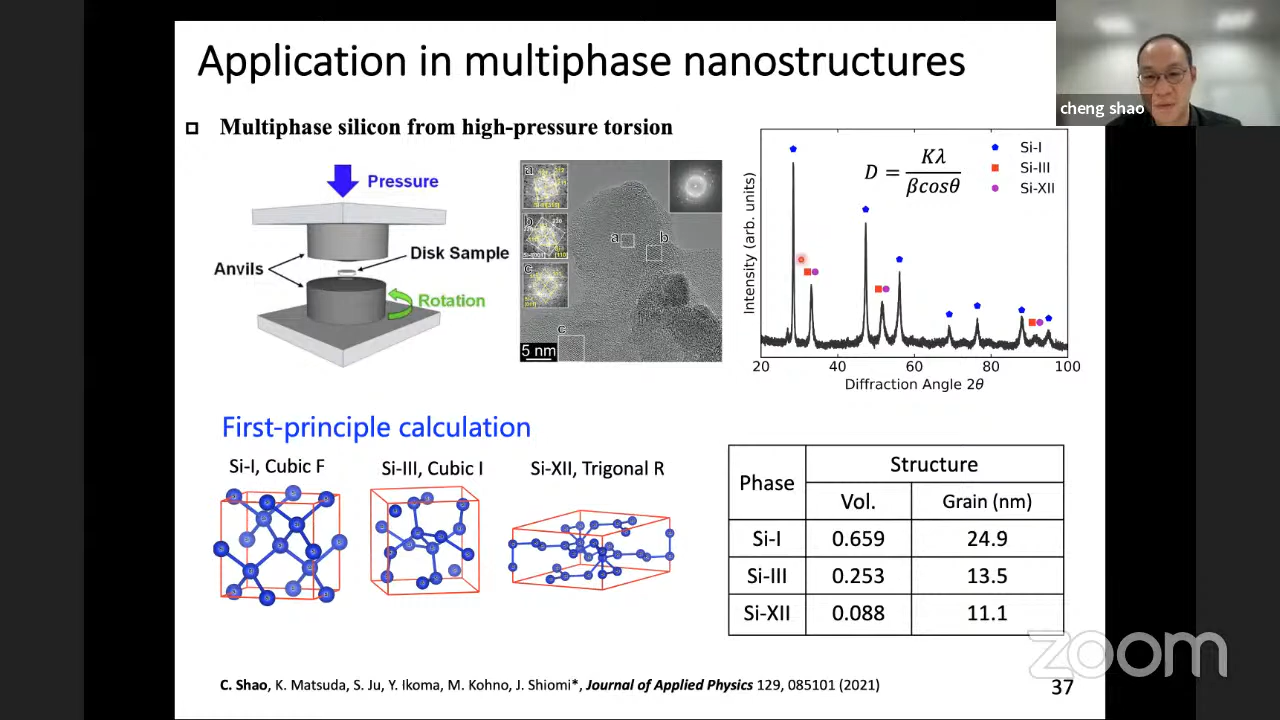 Application in multiphase nanostructures
cheng shao
Multiphase silicon from high-pressure torsion
Pressure
Anvils
Disk Sample
Rotation
a
b
c
a
b
c
5 nm
D = Kλ / βcosθ
Si-I
Si-III
Si-XII
Intensity (arb. units)
20 40 60 80 100
Diffraction Angle 2θ
First-principle calculation
Si-I, Cubic F
Si-III, Cubic I
Si-XII, Trigonal R
Phase
Structure
Vol.
Grain (nm)
Si-I 0.659 24.9
Si-III 0.253 13.5
Si-XII 0.088 11.1
C. Shao, K. Matsuda, S. Ju, Y. Ikoma, M. Kohno, J. Shiomi*, Journal of Applied Physics 129, 085101 (2021)
37
zoom